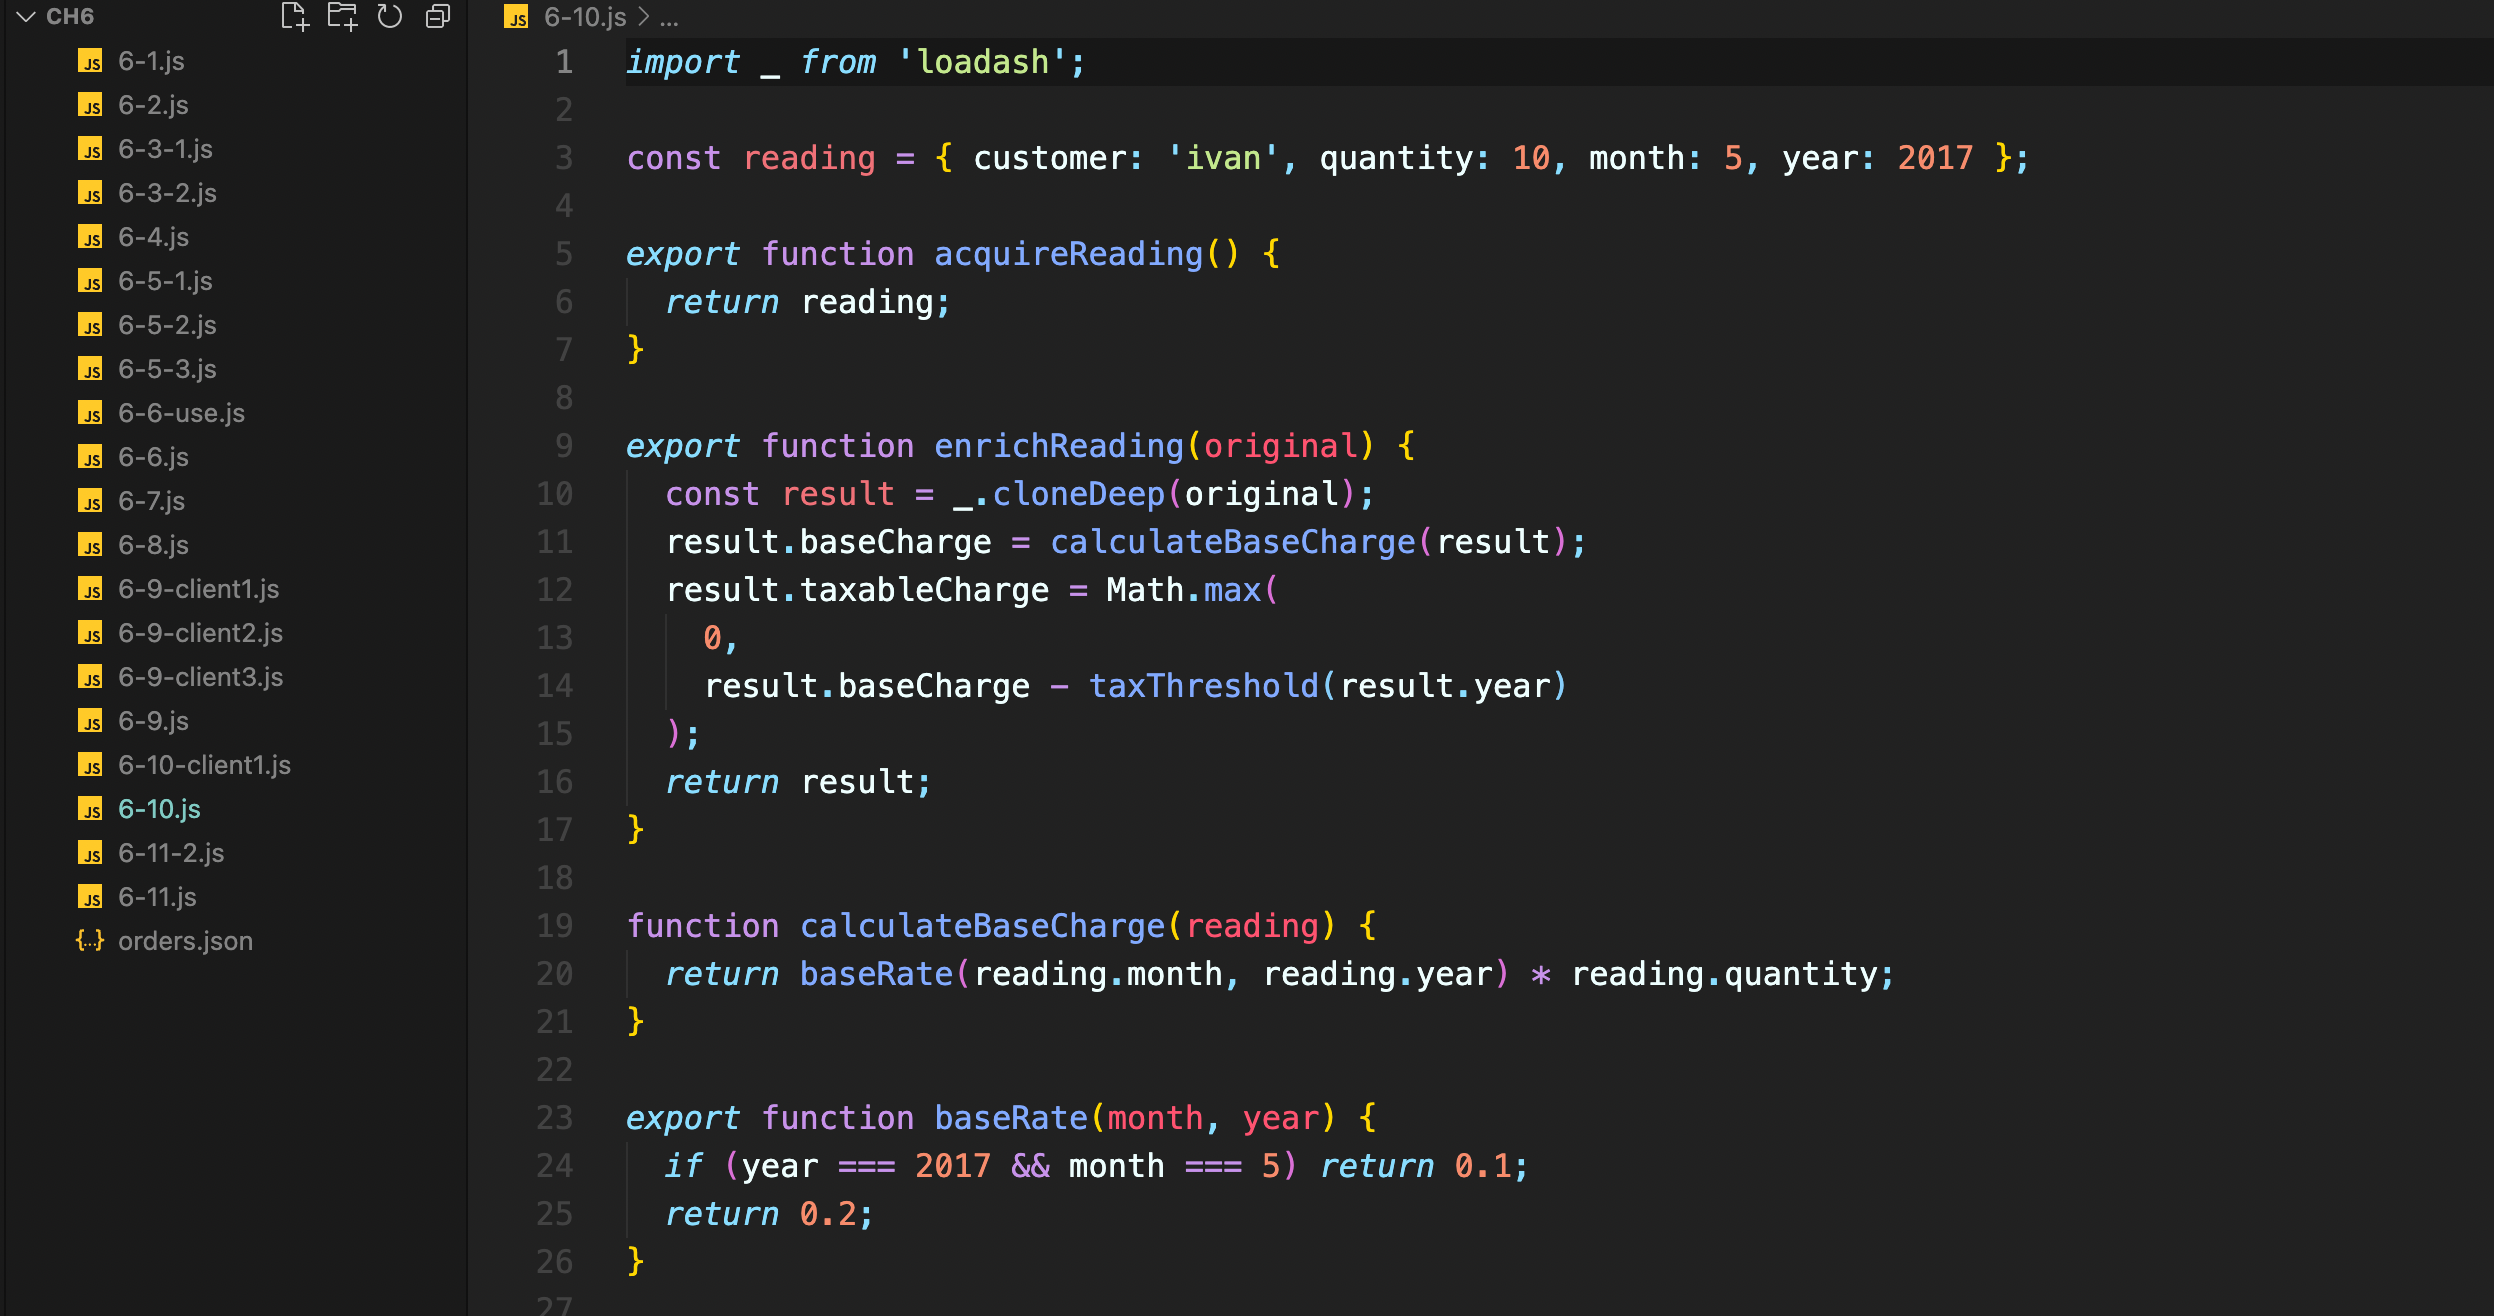 CH6
JS 6-1.js
JS 6-2.js
JS 6-3-1.js
JS 6-3-2.js
JS 6-4.js
JS 6-5-1.js
JS 6-5-2.js
JS 6-5-3.js
JS 6-6-use.js
JS 6-6.js
JS 6-7.js
JS 6-8.js
JS 6-9-client1.js
JS 6-9-client2.js
JS 6-9-client3.js
JS 6-9.js
JS 6-10-client1.js
JS 6-10.js
JS 6-11-2.js
JS 6-11.js
{...} orders.json
JS 6-10.js > ...
1 import _ from 'loadash';
2
3 const reading = { customer: 'ivan', quantity: 10, month: 5, year: 2017 };
4
5 export function acquireReading() {
6   return reading;
7 }
8
9 export function enrichReading(original) {
10   const result = _.cloneDeep(original);
11   result.baseCharge = calculateBaseCharge(result);
12   result.taxableCharge = Math.max(
13     0,
14     result.baseCharge - taxThreshold(result.year)
15   );
16   return result;
17 }
18
19 function calculateBaseCharge(reading) {
20   return baseRate(reading.month, reading.year) * reading.quantity;
21 }
22
23 export function baseRate(month, year) {
24   if (year === 2017 && month === 5) return 0.1;
25   return 0.2;
26 }
27